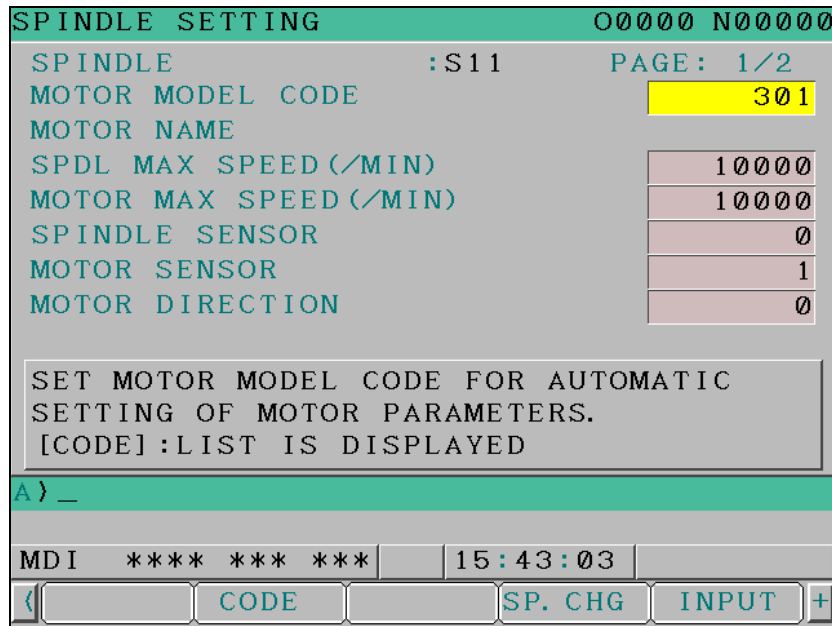 SPINDLE SETTING O0000 N00000
SPINDLE :S11 PAGE: 1/2
MOTOR MODEL CODE 301
MOTOR NAME
SPDL MAX SPEED(/MIN) 10000
MOTOR MAX SPEED(/MIN) 10000
SPINDLE SENSOR 0
MOTOR SENSOR 1
MOTOR DIRECTION 0
SET MOTOR MODEL CODE FOR AUTOMATIC
SETTING OF MOTOR PARAMETERS.
[CODE]:LIST IS DISPLAYED
A)_
MDI **** *** *** 15:43:03
( CODE SP. CHG INPUT +